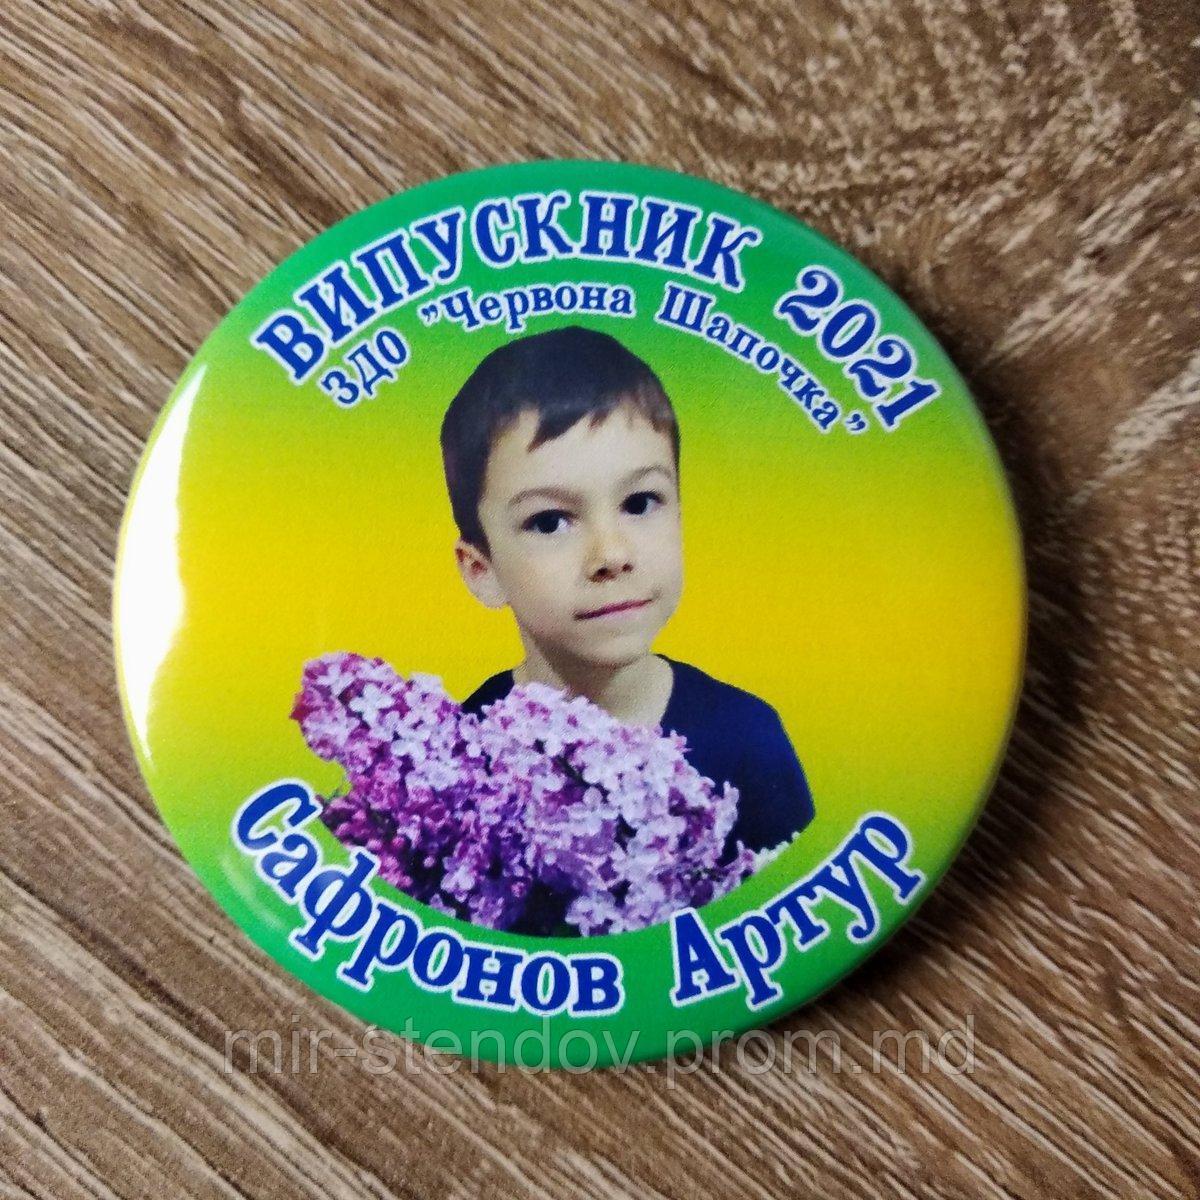 ВИПУСКНИК 2021
ЗДО "Червона Шапочка"
Сафронов Артур
mir-stendov.prom.md